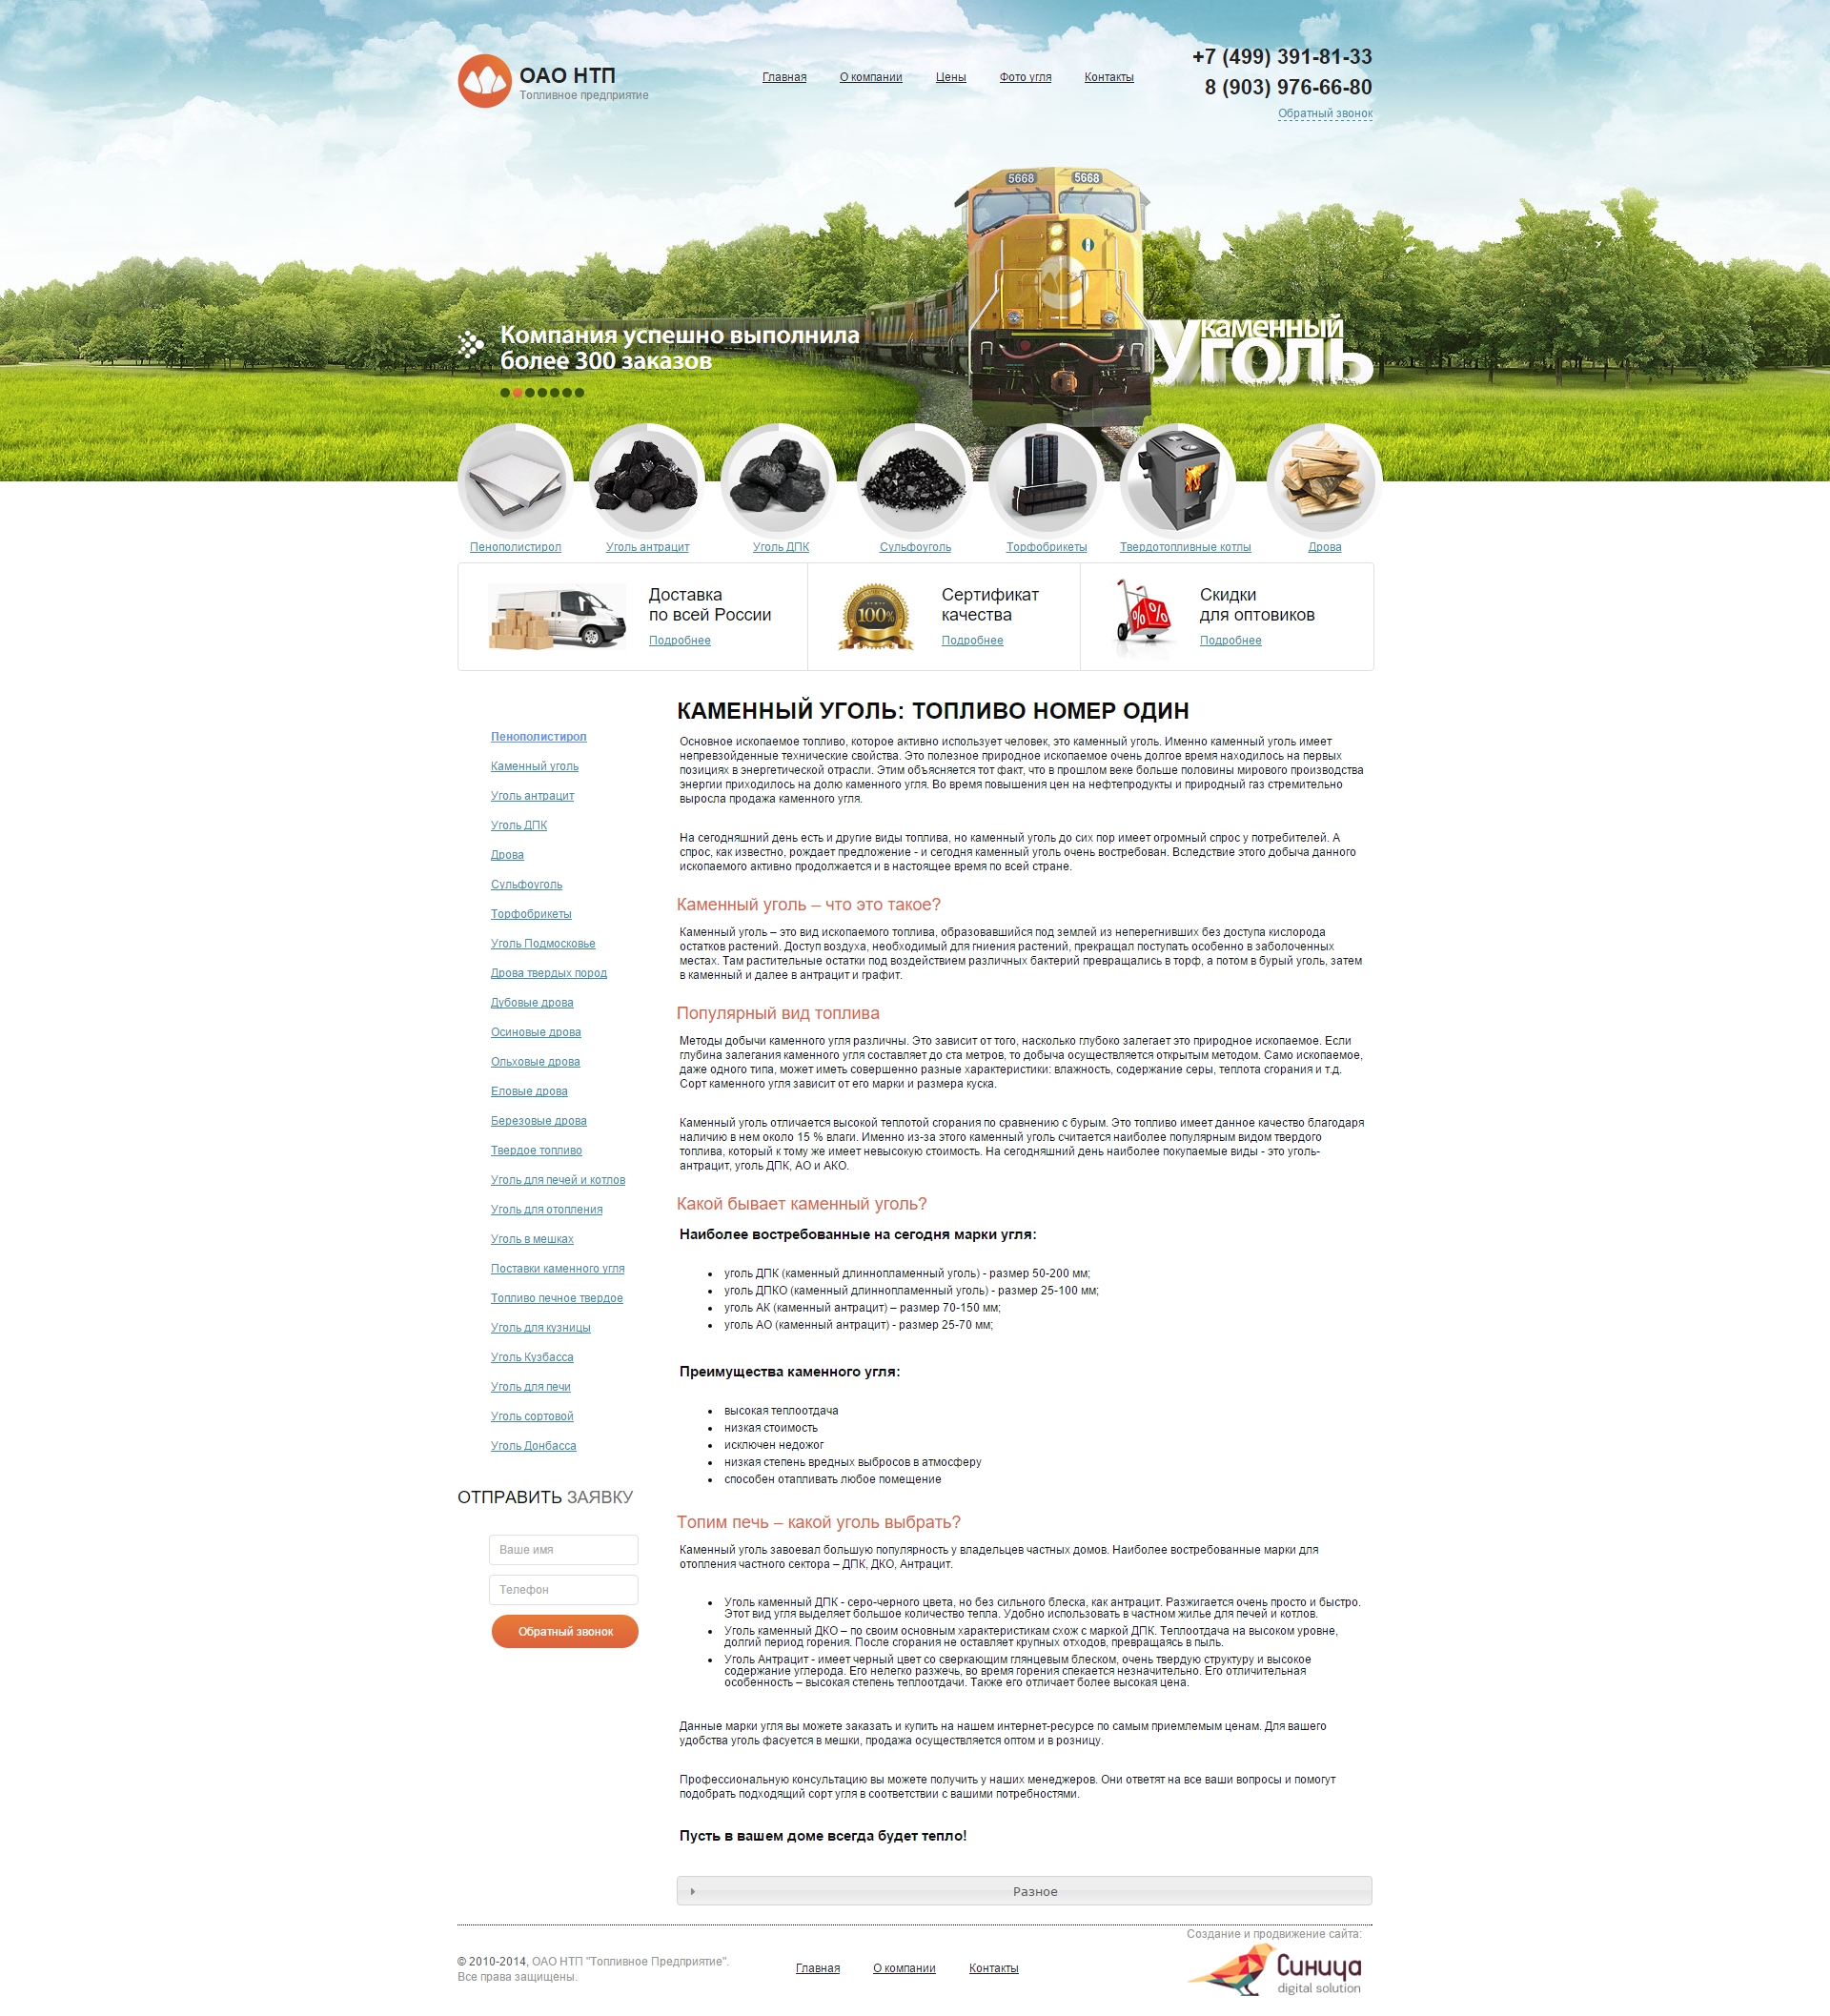 ОАО НТП
Топливное предприятие
Главная
О компании
Цены
Фото угля
Контакты
+7 (499) 391-81-33
8 (903) 976-66-80
Обратный звонок
5668
5668
Компания успешно выполнила
более 300 заказов
каменный
Уголь
Пенополистирол
Уголь антрацит
Уголь ДПК
Сульфоуголь
Торфобрикеты
Твердотопливные котлы
Дрова
Доставка
по всей России
Подробнее
100%
Сертификат
качества
Подробнее
% %
Скидки
для оптовиков
Подробнее
Пенополистирол
Каменный уголь
Уголь антрацит
Уголь ДПК
Дрова
Сульфоуголь
Торфобрикеты
Уголь Подмосковье
Дрова твердых пород
Дубовые дрова
Осиновые дрова
Ольховые дрова
Еловые дрова
Березовые дрова
Твердое топливо
Уголь для печей и котлов
Уголь для отопления
Уголь в мешках
Поставки каменного угля
Топливо печное твердое
Уголь для кузницы
Уголь Кузбасса
Уголь для печи
Уголь сортовой
Уголь Донбасса
ОТПРАВИТЬ ЗАЯВКУ
Ваше имя
Телефон
Обратный звонок
КАМЕННЫЙ УГОЛЬ: ТОПЛИВО НОМЕР ОДИН
Основное ископаемое топливо, которое активно использует человек, это каменный уголь. Именно каменный уголь имеет
непревзойденные технические свойства. Это полезное природное ископаемое очень долгое время находилось на первых
позициях в энергетической отрасли. Этим объясняется тот факт, что в прошлом веке больше половины мирового производства
энергии приходилось на долю каменного угля. Во время повышения цен на нефтепродукты и природный газ стремительно
выросла продажа каменного угля.
На сегодняшний день есть и другие виды топлива, но каменный уголь до сих пор имеет огромный спрос у потребителей. А
спрос, как известно, рождает предложение - и сегодня каменный уголь очень востребован. Вследствие этого добыча данного
ископаемого активно продолжается и в настоящее время по всей стране.
Каменный уголь – что это такое?
Каменный уголь – это вид ископаемого топлива, образовавшийся под землей из неперегнивших без доступа кислорода
остатков растений. Доступ воздуха, необходимый для гниения растений, прекращал поступать особенно в заболоченных
местах. Там растительные остатки под воздействием различных бактерий превращались в торф, а потом в бурый уголь, затем
в каменный и далее в антрацит и графит.
Популярный вид топлива
Методы добычи каменного угля различны. Это зависит от того, насколько глубоко залегает это природное ископаемое. Если
глубина залегания каменного угля составляет до ста метров, то добыча осуществляется открытым методом. Само ископаемое,
даже одного типа, может иметь совершенно разные характеристики: влажность, содержание серы, теплота сгорания и т.д.
Сорт каменного угля зависит от его марки и размера куска.
Каменный уголь отличается высокой теплотой сгорания по сравнению с бурым. Это топливо имеет данное качество благодаря
наличию в нем около 15 % влаги. Именно из-за этого каменный уголь считается наиболее популярным видом твердого
топлива, который к тому же имеет невысокую стоимость. На сегодняшний день наиболее покупаемые виды - это уголь-
антрацит, уголь ДПК, АО и АКО.
Какой бывает каменный уголь?
Наиболее востребованные на сегодня марки угля:
уголь ДПК (каменный длиннопламенный уголь) - размер 50-200 мм;
уголь ДПКО (каменный длиннопламенный уголь) - размер 25-100 мм;
уголь АК (каменный антрацит) – размер 70-150 мм;
уголь АО (каменный антрацит) - размер 25-70 мм;
Преимущества каменного угля:
высокая теплоотдача
низкая стоимость
исключен недожог
низкая степень вредных выбросов в атмосферу
способен отапливать любое помещение
Топим печь – какой уголь выбрать?
Каменный уголь завоевал большую популярность у владельцев частных домов. Наиболее востребованные марки для
отопления частного сектора – ДПК, ДКО, Антрацит.
Уголь каменный ДПК - серо-черного цвета, но без сильного блеска, как антрацит. Разжигается очень просто и быстро.
Этот вид угля выделяет большое количество тепла. Удобно использовать в частном жилье для печей и котлов.
Уголь каменный ДКО – по своим основным характеристикам схож с маркой ДПК. Теплоотдача на высоком уровне,
долгий период горения. После сгорания не оставляет крупных отходов, превращаясь в пыль.
Уголь Антрацит - имеет черный цвет со сверкающим глянцевым блеском, очень твердую структуру и высокое
содержание углерода. Его нелегко разжечь, во время горения спекается незначительно. Его отличительная
особенность – высокая степень теплоотдачи. Также его отличает более высокая цена.
Данные марки угля вы можете заказать и купить на нашем интернет-ресурсе по самым приемлемым ценам. Для вашего
удобства уголь фасуется в мешки, продажа осуществляется оптом и в розницу.
Профессиональную консультацию вы можете получить у наших менеджеров. Они ответят на все ваши вопросы и помогут
подобрать подходящий сорт угля в соответствии с вашими потребностями.
Пусть в вашем доме всегда будет тепло!
Разное
© 2010-2014, ОАО НТП "Топливное Предприятие".
Все права защищены.
Главная
О компании
Контакты
Создание и продвижение сайта:
Синица
digital solution